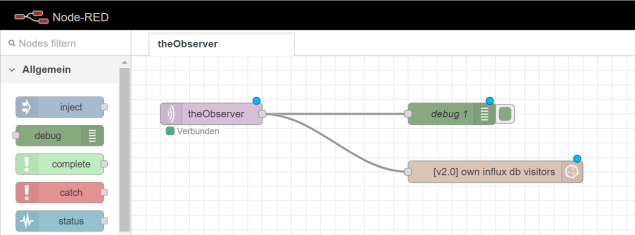 Node-RED
Nodes filtern
theObserver
Allgemein
inject
theObserver
debug 1
debug
Verbunden
complete
[v2.0] own influx db visitors
catch
status